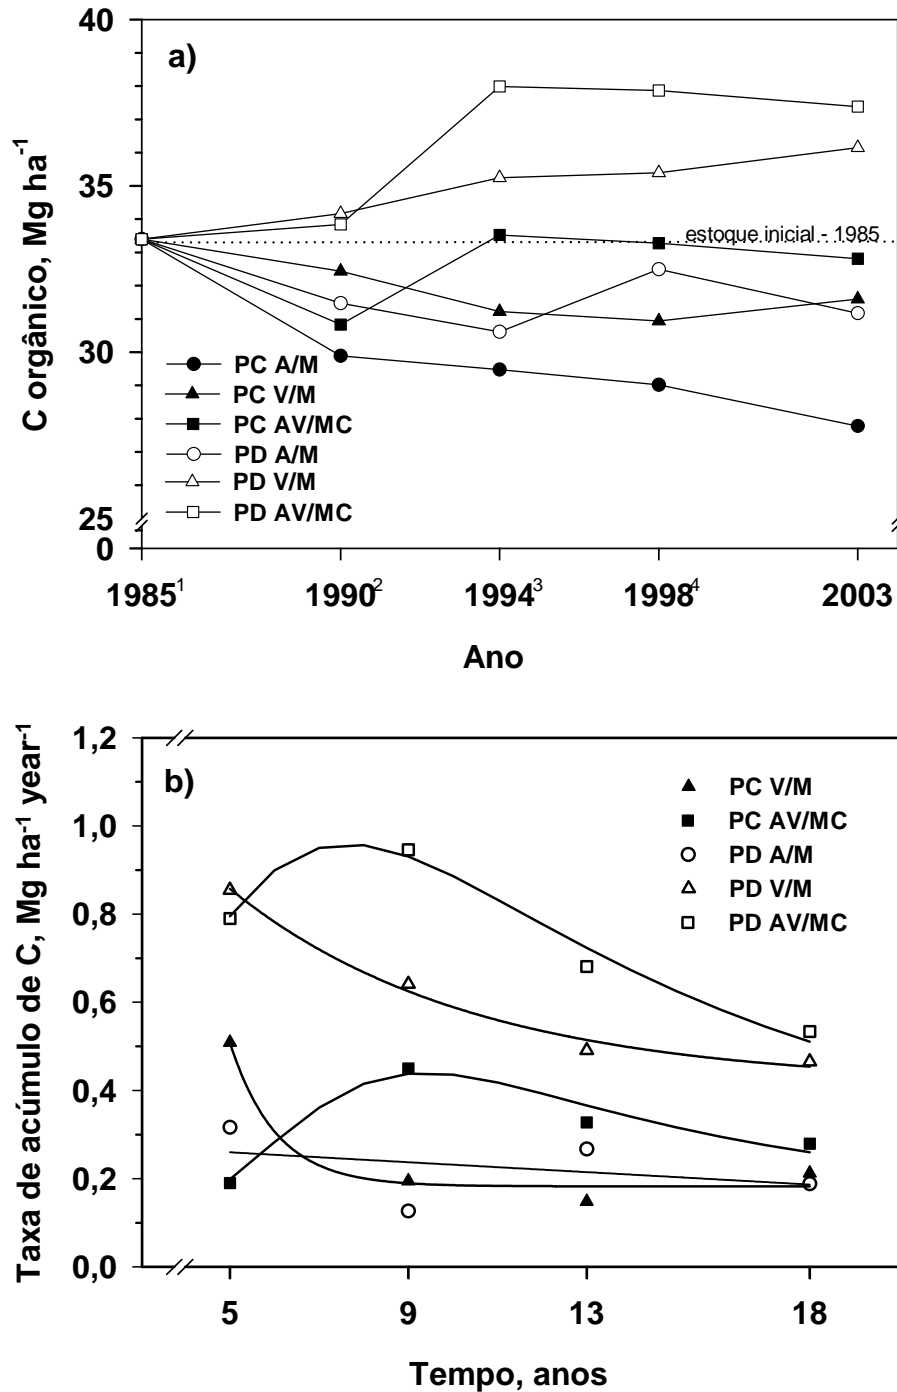 40
a)
35
estoque inicial - 1985
30
25
0
C orgânico, Mg ha⁻¹
PC A/M
PC V/M
PC AV/MC
PD A/M
PD V/M
PD AV/MC
1985¹ 1990² 1994³ 1998⁴ 2003
Ano
1,2
b)
1,0
0,8
0,6
0,4
0,2
0,0
Taxa de acúmulo de C, Mg ha⁻¹ year⁻¹
PC V/M
PC AV/MC
PD A/M
PD V/M
PD AV/MC
5 9 13 18
Tempo, anos